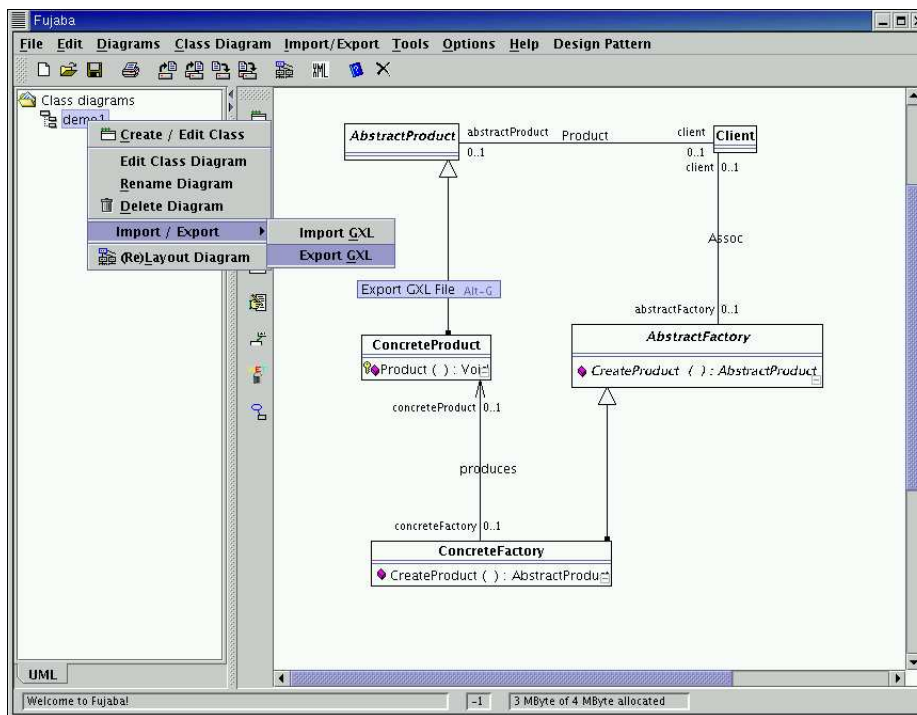 Fujaba
File Edit Diagrams Class Diagram Import/Export Tools Options Help Design Pattern
Class diagrams
demo1
Create / Edit Class
Edit Class Diagram
Rename Diagram
Delete Diagram
Import / Export
(Re)Layout Diagram
Import GXL
Export GXL
Export GXL File Alt-G
AbstractProduct
abstractProduct
0..1
Product
client
0..1
Client
client 0..1
Assoc
abstractFactory 0..1
AbstractFactory
CreateProduct ( ) : AbstractProduct
ConcreteProduct
Product ( ) : Voi
concreteProduct 0..1
produces
concreteFactory 0..1
ConcreteFactory
CreateProduct ( ) : AbstractProduct
UML
Welcome to Fujaba!
-1
3 MByte of 4 MByte allocated